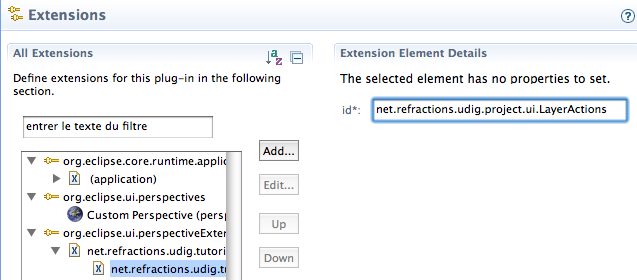 Extensions
All Extensions
Define extensions for this plug-in in the following
section.
entrer le texte du filtre
org.eclipse.core.runtime.applic
(application)
org.eclipse.ui.perspectives
Custom Perspective (persp
org.eclipse.ui.perspectiveExten
net.refractions.udig.tutori
net.refractions.udig.tu
Add...
Edit...
Up
Down
Extension Element Details
The selected element has no properties to set.
id*: net.refractions.udig.project.ui.LayerActions